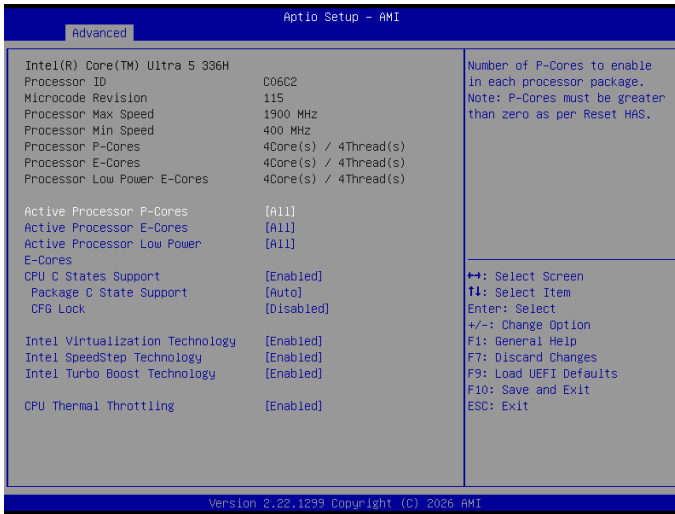 Aptio Setup - AMI
Advanced
Intel(R) Core(TM) Ultra 5 336H
Processor ID C06C2
Microcode Revision 115
Processor Max Speed 1900 MHz
Processor Min Speed 400 MHz
Processor P-Cores 4Core(s) / 4Thread(s)
Processor E-Cores 4Core(s) / 4Thread(s)
Processor Low Power E-Cores 4Core(s) / 4Thread(s)
Active Processor P-Cores [All]
Active Processor E-Cores [All]
Active Processor Low Power [All]
E-Cores
CPU C States Support [Enabled]
Package C State Support [Auto]
CFG Lock [Disabled]
Intel Virtualization Technology [Enabled]
Intel SpeedStep Technology [Enabled]
Intel Turbo Boost Technology [Enabled]
CPU Thermal Throttling [Enabled]
Number of P-Cores to enable
in each processor package.
Note: P-Cores must be greater
than zero as per Reset HAS.
↔: Select Screen
↑↓: Select Item
Enter: Select
+/-: Change Option
F1: General Help
F7: Discard Changes
F9: Load UEFI Defaults
F10: Save and Exit
ESC: Exit
Version 2.22.1299 Copyright (C) 2026 AMI